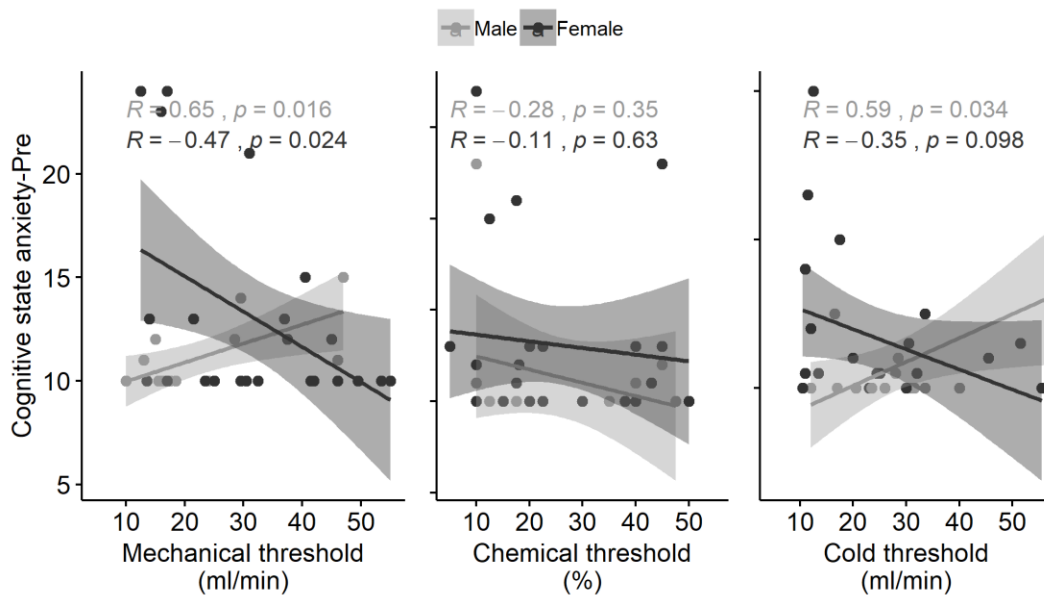 a Male a Female
R = 0.65 , p = 0.016
R = −0.47 , p = 0.024
R = −0.28 , p = 0.35
R = −0.11 , p = 0.63
R = 0.59 , p = 0.034
R = −0.35 , p = 0.098
Cognitive state anxiety-Pre
20
15
10
5
10 20 30 40 50
Mechanical threshold
(ml/min)
10 20 30 40 50
Chemical threshold
(%)
10 20 30 40 50
Cold threshold
(ml/min)